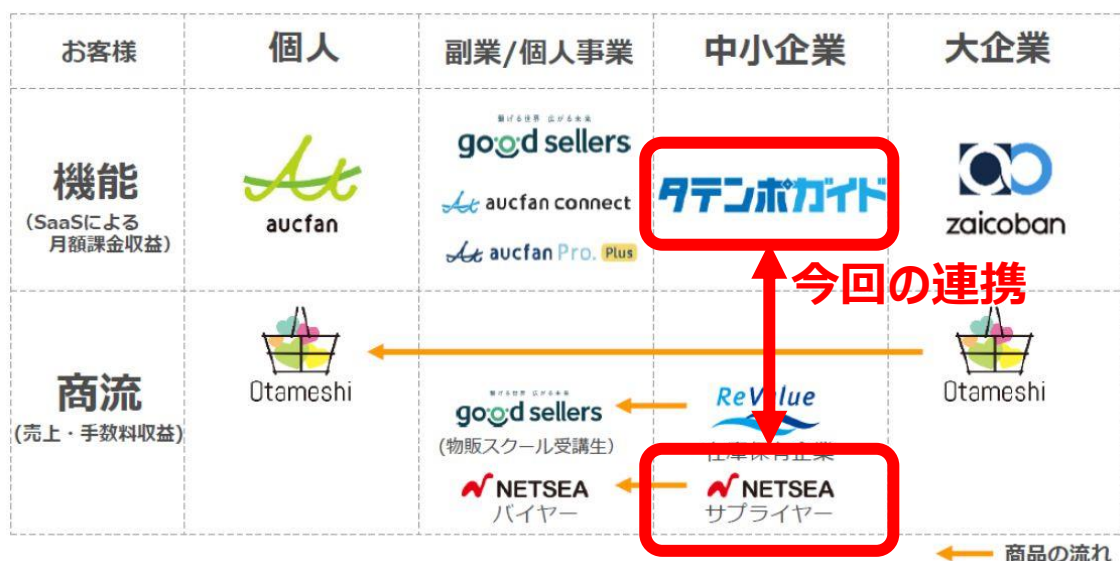 お客様
個人
副業/個人事業
中小企業
大企業
機能
(SaaSによる
月額課金収益)
aucfan
繋げる世界 広がる未来
good sellers
aucfan connect
aucfan Pro. Plus
タテンポガイド
zaicoban
今回の連携
商流
(売上・手数料収益)
Otameshi
繋げる世界 広がる未来
good sellers
(物販スクール受講生)
NETSEA
バイヤー
ReValue
在庫保有企業
NETSEA
サプライヤー
Otameshi
商品の流れ